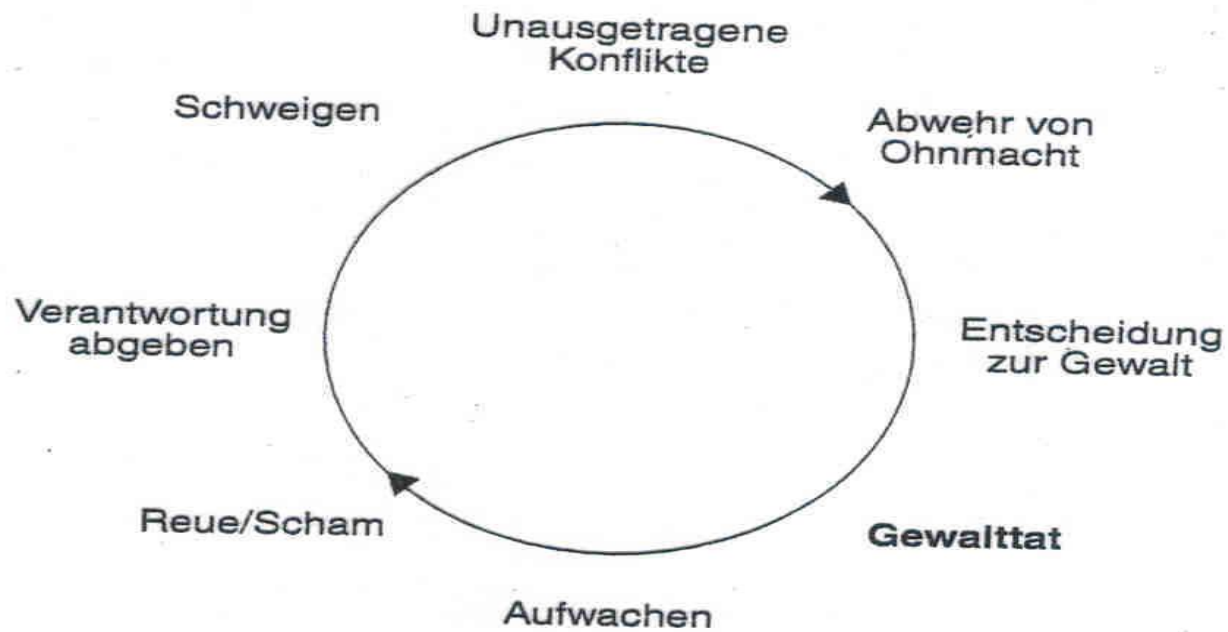 Unausgetragene
Konflikte
Abwehr von
Ohnmacht
Entscheidung
zur Gewalt
Gewalttat
Aufwachen
Reue/Scham
Verantwortung
abgeben
Schweigen